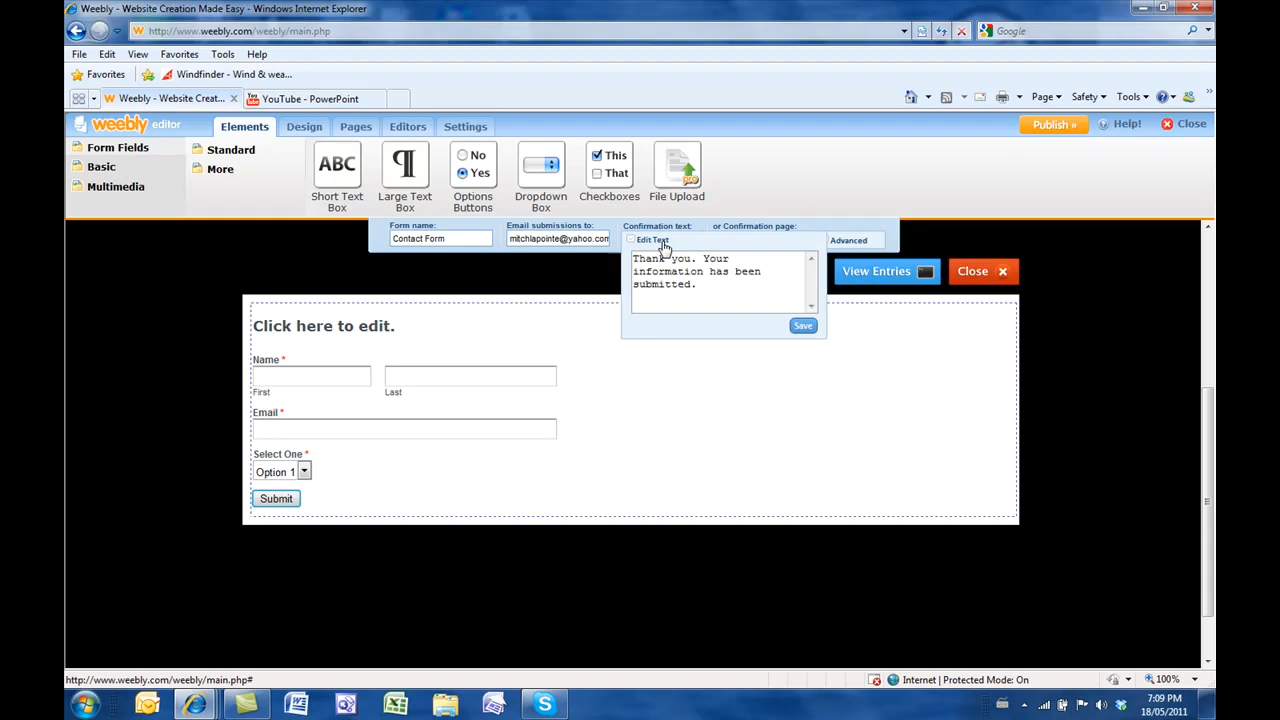 Weebly - Website Creation Made Easy - Windows Internet Explorer
http://www.weebly.com/weebly/main.php
Google
File Edit View Favorites Tools Help
Favorites Windfinder - Wind & wea...
Weebly - Website Creat... YouTube - PowerPoint
Page Safety Tools
weebly editor Elements Design Pages Editors Settings Publish » Help! Close
Form Fields
Basic
Multimedia
Standard
More
ABC
Short Text Box
Large Text Box
No
Yes
Options Buttons
Dropdown Box
This
That
Checkboxes
File Upload
Form name: Email submissions to: Confirmation text: or Confirmation page:
Contact Form mitchlapointe@yahoo.com Edit Text Advanced
Thank you. Your
information has been
submitted.
Save
View Entries Close
Click here to edit.
Name *
First Last
Email *
Select One *
Option 1
Submit
http://www.weebly.com/weebly/main.php# Internet | Protected Mode: On 100%
7:09 PM
18/05/2011